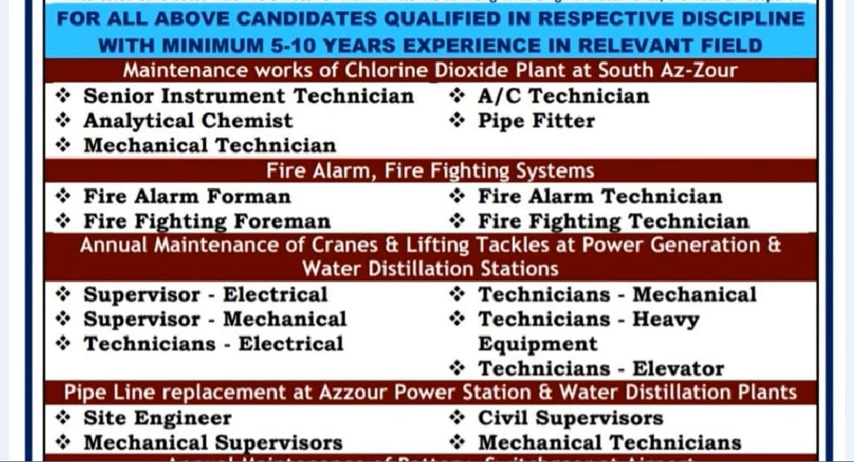 FOR ALL ABOVE CANDIDATES QUALIFIED IN RESPECTIVE DISCIPLINE
WITH MINIMUM 5-10 YEARS EXPERIENCE IN RELEVANT FIELD
Maintenance works of Chlorine Dioxide Plant at South Az-Zour
❖ Senior Instrument Technician ❖ A/C Technician
❖ Analytical Chemist ❖ Pipe Fitter
❖ Mechanical Technician
Fire Alarm, Fire Fighting Systems
❖ Fire Alarm Forman ❖ Fire Alarm Technician
❖ Fire Fighting Foreman ❖ Fire Fighting Technician
Annual Maintenance of Cranes & Lifting Tackles at Power Generation &
Water Distillation Stations
❖ Supervisor - Electrical ❖ Technicians - Mechanical
❖ Supervisor - Mechanical ❖ Technicians - Heavy
❖ Technicians - Electrical Equipment
❖ Technicians - Elevator
Pipe Line replacement at Azzour Power Station & Water Distillation Plants
❖ Site Engineer ❖ Civil Supervisors
❖ Mechanical Supervisors ❖ Mechanical Technicians